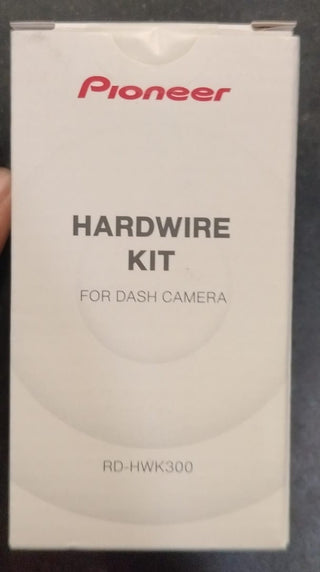 Pioneer
HARDWIRE
KIT
FOR DASH CAMERA
RD-HWK300